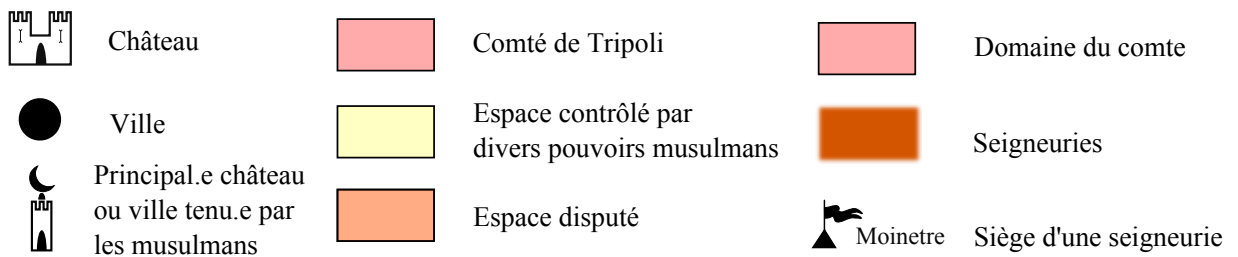 Château
Ville
Principal.e château
ou ville tenu.e par
les musulmans
Comté de Tripoli
Espace contrôlé par
divers pouvoirs musulmans
Espace disputé
Domaine du comte
Seigneuries
Moinetre Siège d'une seigneurie